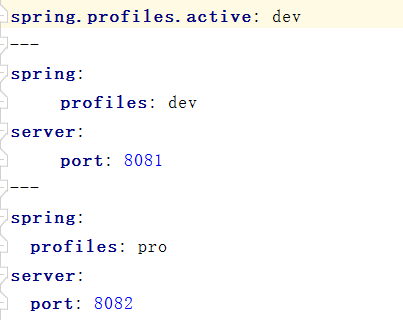 spring.profiles.active: dev
---
spring:
     profiles: dev
server:
     port: 8081
---
spring:
  profiles: pro
server:
  port: 8082